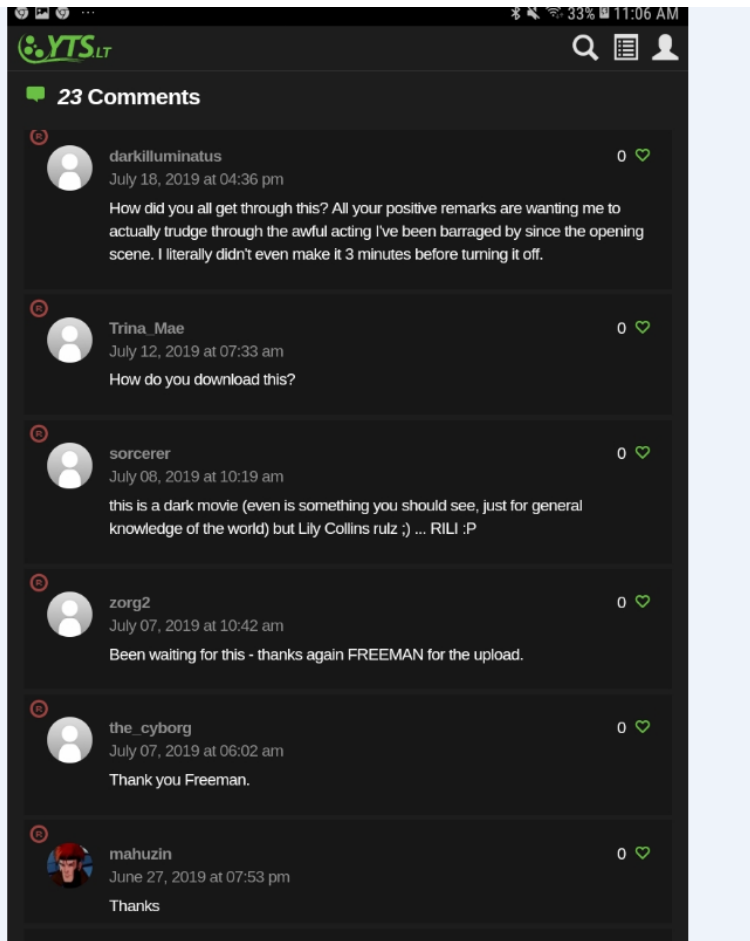 33% 11:06 AM
YTS.LT
23 Comments
R
darkilluminatus
0
July 18, 2019 at 04:36 pm
How did you all get through this? All your positive remarks are wanting me to
actually trudge through the awful acting I've been barraged by since the opening
scene. I literally didn't even make it 3 minutes before turning it off.
R
Trina_Mae
0
July 12, 2019 at 07:33 am
How do you download this?
R
sorcerer
0
July 08, 2019 at 10:19 am
this is a dark movie (even is something you should see, just for general
knowledge of the world) but Lily Collins rulz ;) ... RILI :P
R
zorg2
0
July 07, 2019 at 10:42 am
Been waiting for this - thanks again FREEMAN for the upload.
R
the_cyborg
0
July 07, 2019 at 06:02 am
Thank you Freeman.
R
mahuzin
0
June 27, 2019 at 07:53 pm
Thanks